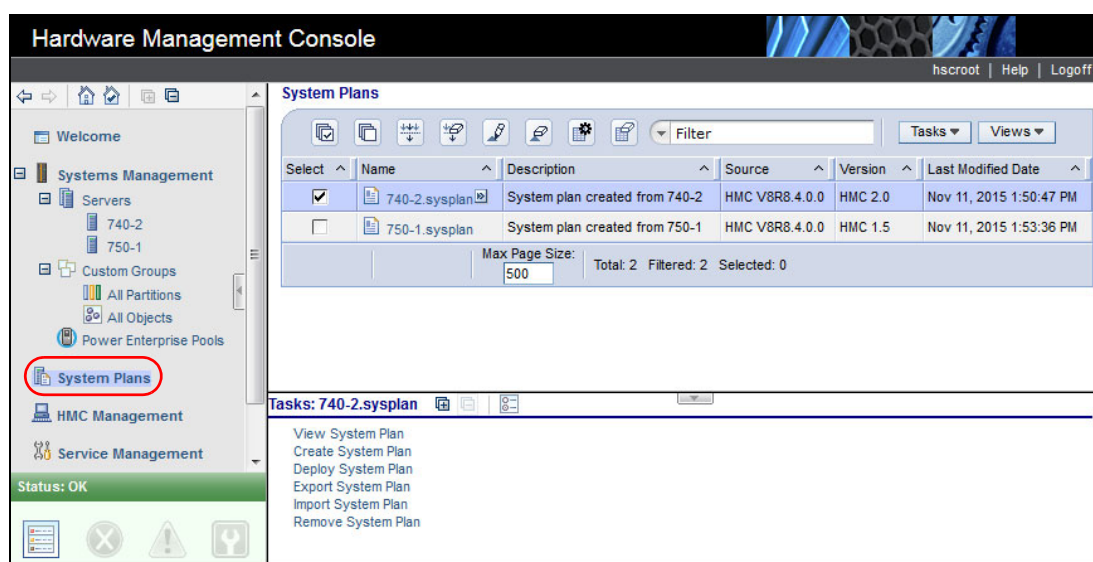 Hardware Management Console
hscroot | Help | Logoff
Welcome
Systems Management
Servers
740-2
750-1
Custom Groups
All Partitions
All Objects
Power Enterprise Pools
System Plans
HMC Management
Service Management
Status: OK
System Plans
Filter
Tasks
Views
Select Name Description Source Version Last Modified Date
740-2.sysplan System plan created from 740-2 HMC V8R8.4.0.0 HMC 2.0 Nov 11, 2015 1:50:47 PM
750-1.sysplan System plan created from 750-1 HMC V8R8.4.0.0 HMC 1.5 Nov 11, 2015 1:53:36 PM
Max Page Size:
500
Total: 2 Filtered: 2 Selected: 0
Tasks: 740-2.sysplan
View System Plan
Create System Plan
Deploy System Plan
Export System Plan
Import System Plan
Remove System Plan